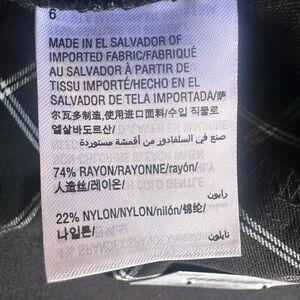 6
MADE IN EL SALVADOR OF
IMPORTED FABRIC/FABRIQUÉ
AU SALVADOR À PARTIR DE
TISSU IMPORTÉ/HECHO EN EL
SALVADOR DE TELA IMPORTADA/萨
尔瓦多制造,使用进口面料/수입 직물로
엘살바도르산/
صنع في السلفادور من أقمشة مستوردة
74% RAYON/RAYONNE/rayón/
人造丝/레이온/
رايون
22% NYLON/NYLON/nilón/锦纶/
나일론/
نايلون